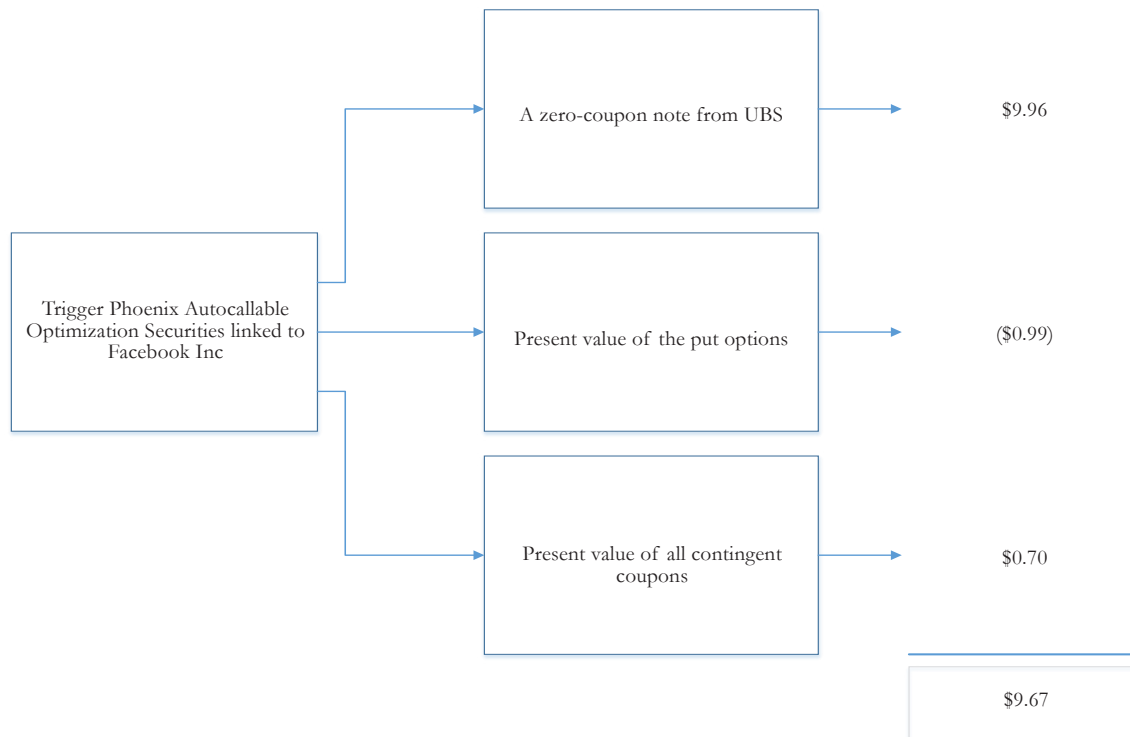 A zero-coupon note from UBS
$9.96
Trigger Phoenix Autocallable
Optimization Securities linked to
Facebook Inc
Present value of the put options
($0.99)
Present value of all contingent
coupons
$0.70
$9.67